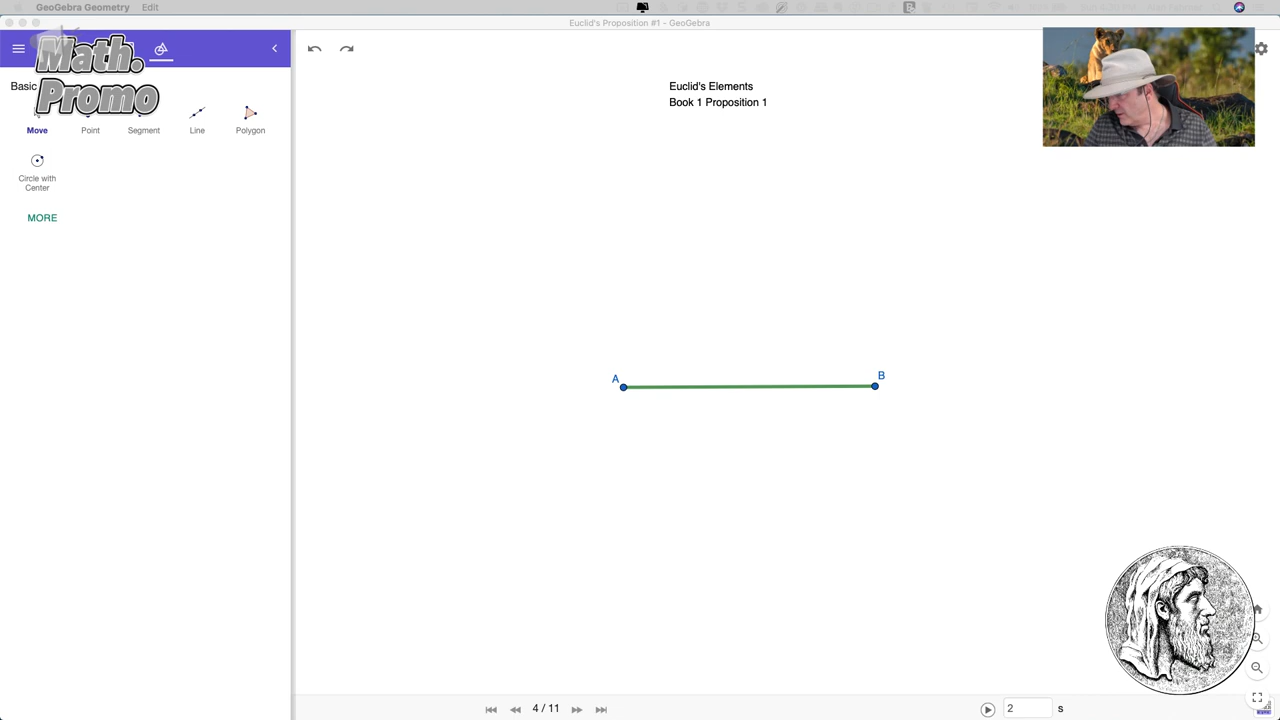 GeoGebra Geometry Edit
Euclid's Proposition #1 - GeoGebra
Math.
Promo
Basic
Move Point Segment Line Polygon
Circle with
Center
MORE
Euclid's Elements
Book 1 Proposition 1
A
B
4 / 11
2 s